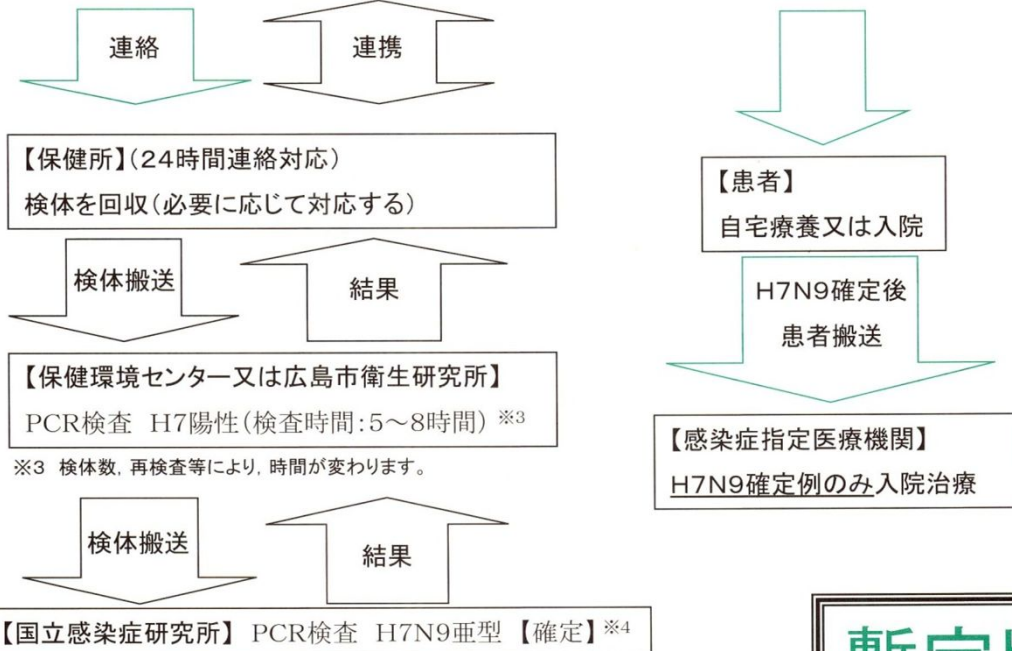 連絡
連携
【保健所】(24時間連絡対応)
検体を回収(必要に応じて対応する)
検体搬送
結果
【保健環境センター又は広島市衛生研究所】
PCR検査 H7陽性(検査時間:5～8時間) ※3
※3 検体数, 再検査等により, 時間が変わります。
検体搬送
結果
【国立感染症研究所】 PCR検査 H7N9亜型 【確定】※4
【患者】
自宅療養又は入院
H7N9確定後
患者搬送
【感染症指定医療機関】
H7N9確定例のみ入院治療